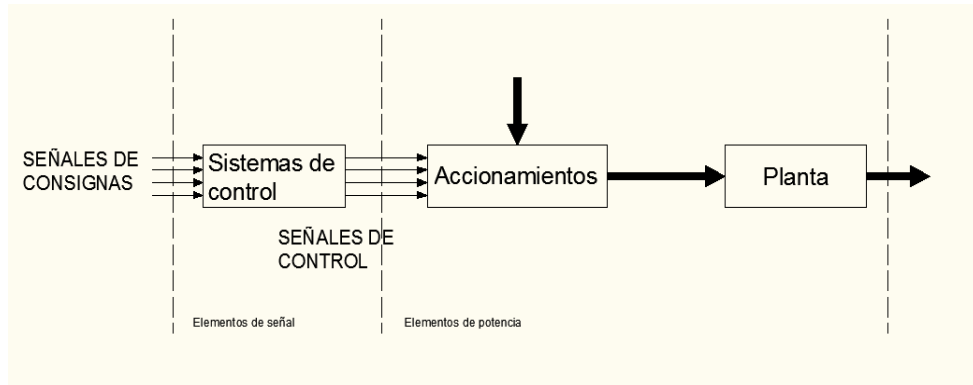 SEÑALES DE
CONSIGNAS
Sistemas de
control
SEÑALES DE
CONTROL
Accionamientos
Planta
Elementos de señal
Elementos de potencia